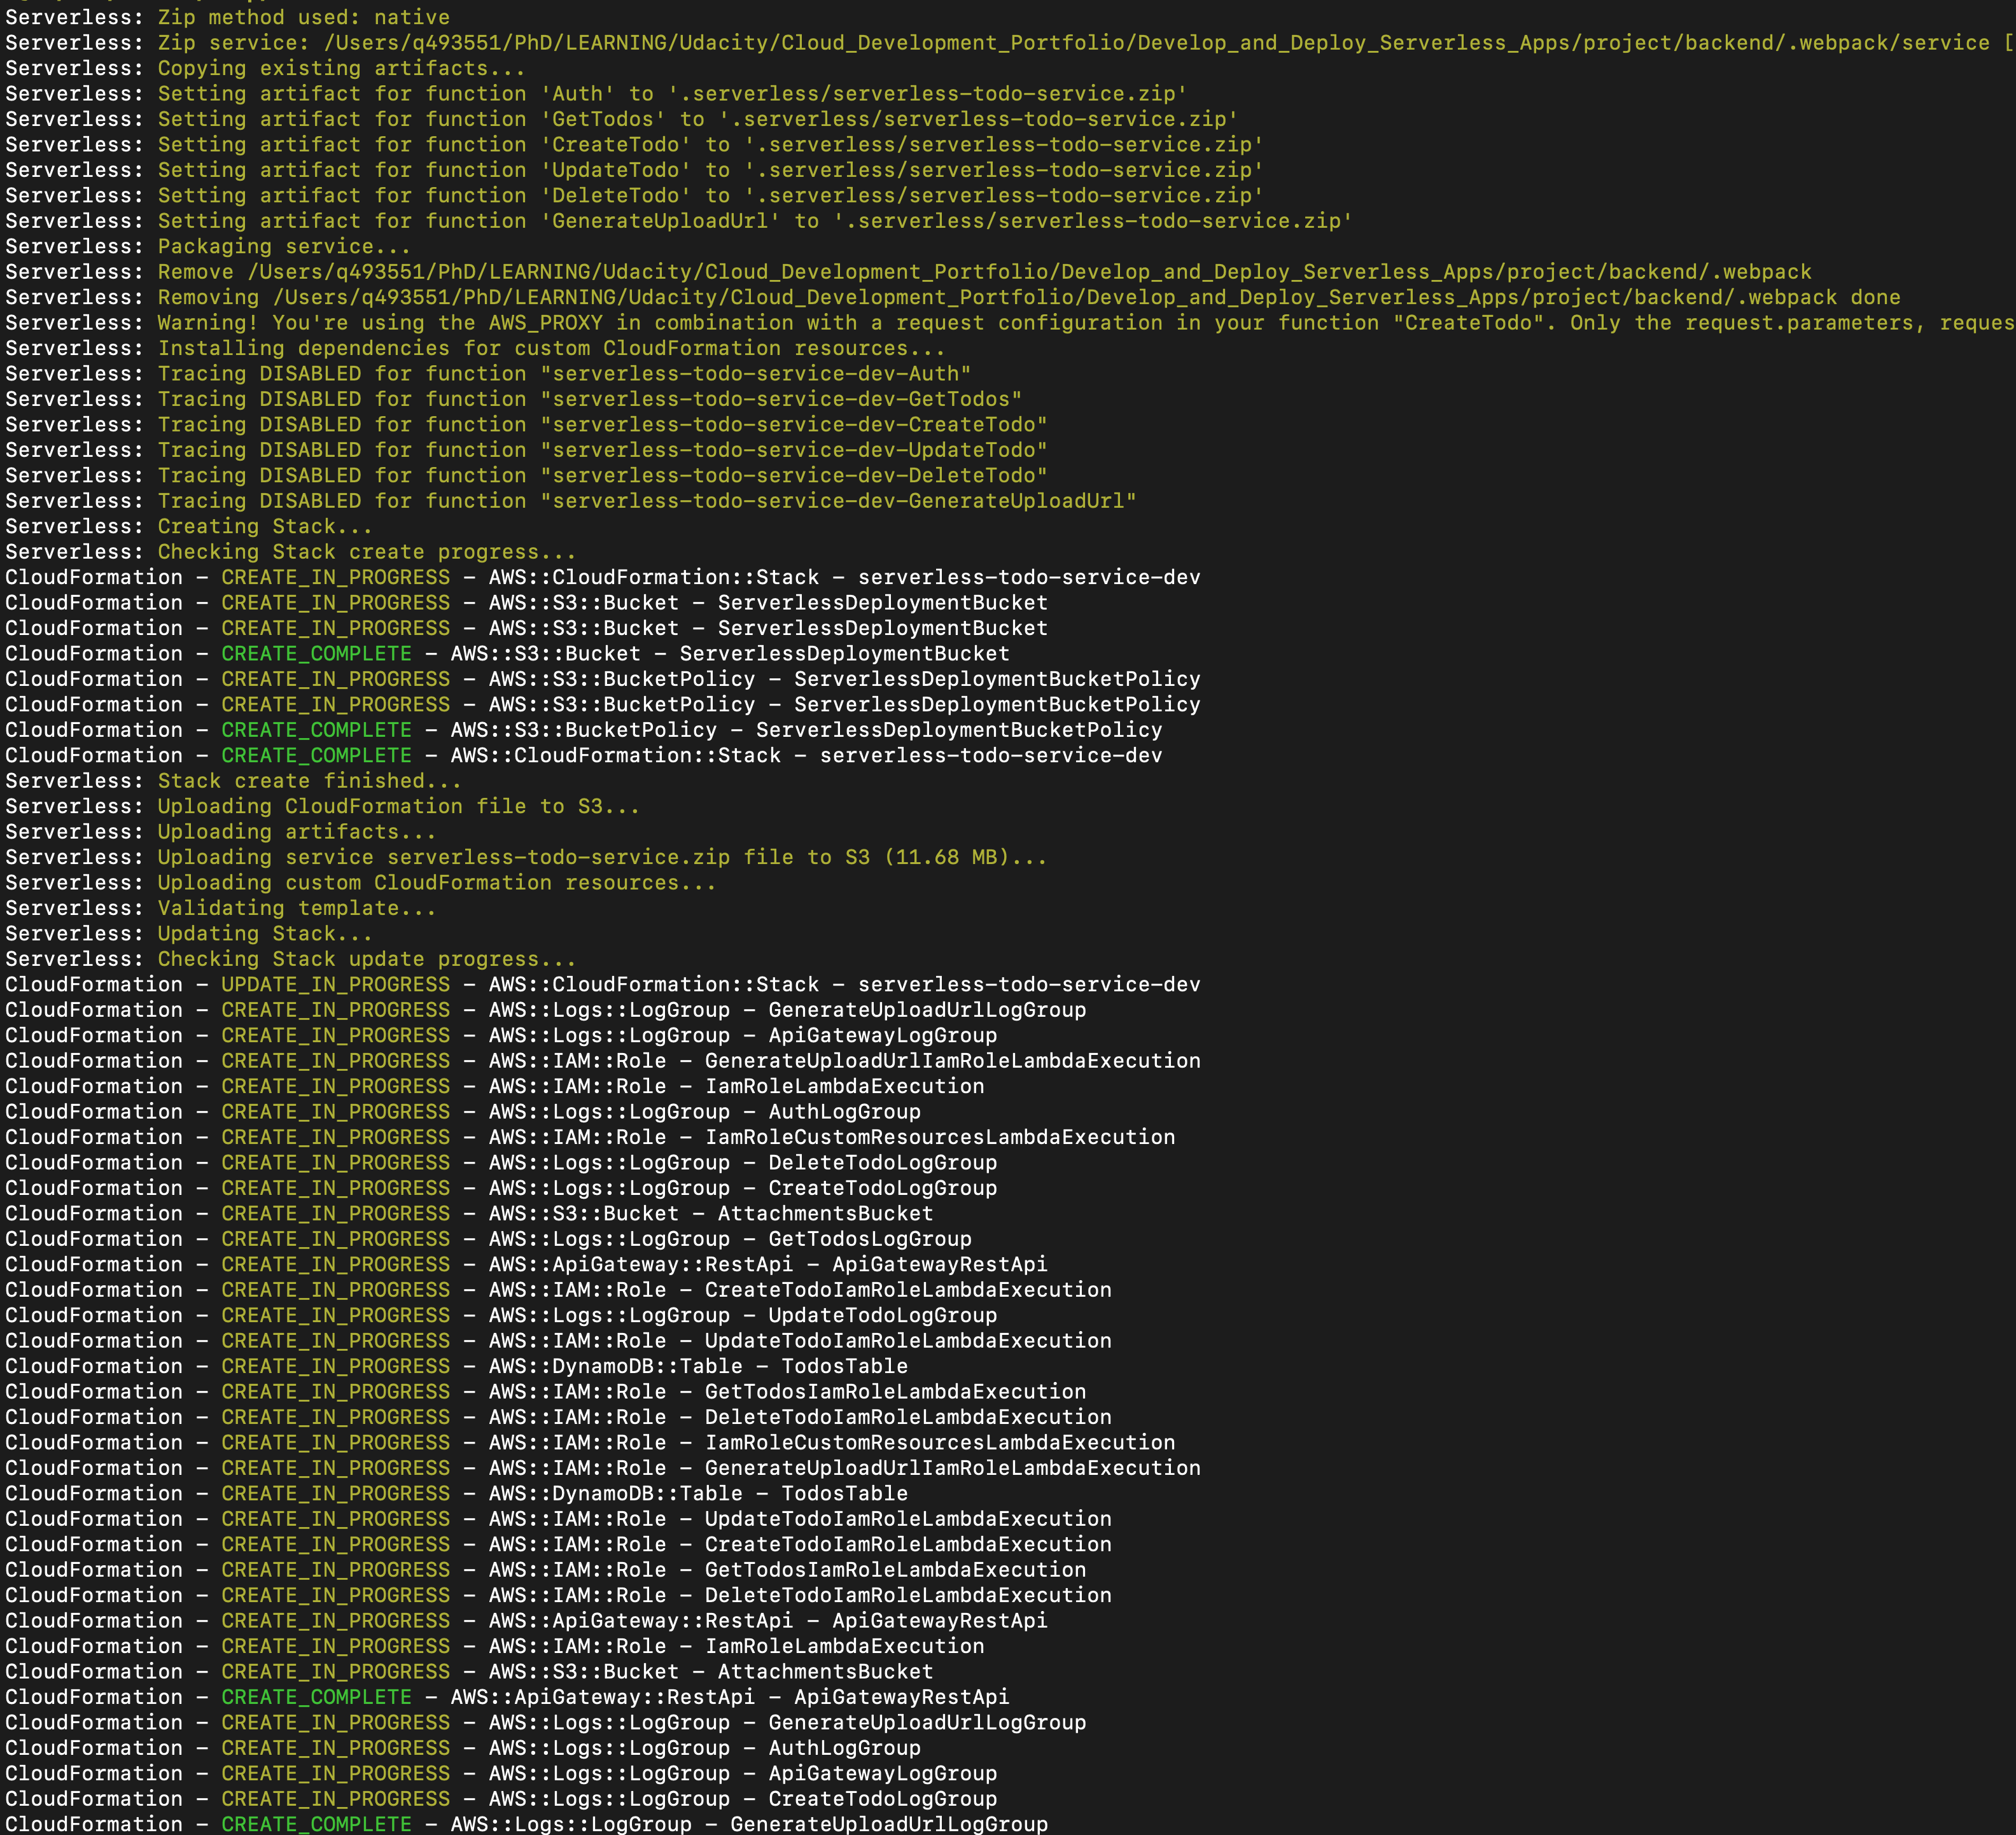 Serverless: Zip method used: native
Serverless: Zip service: /Users/q493551/PhD/LEARNING/Udacity/Cloud_Development_Portfolio/Develop_and_Deploy_Serverless_Apps/project/backend/.webpack/service [
Serverless: Copying existing artifacts...
Serverless: Setting artifact for function 'Auth' to '.serverless/serverless-todo-service.zip'
Serverless: Setting artifact for function 'GetTodos' to '.serverless/serverless-todo-service.zip'
Serverless: Setting artifact for function 'CreateTodo' to '.serverless/serverless-todo-service.zip'
Serverless: Setting artifact for function 'UpdateTodo' to '.serverless/serverless-todo-service.zip'
Serverless: Setting artifact for function 'DeleteTodo' to '.serverless/serverless-todo-service.zip'
Serverless: Setting artifact for function 'GenerateUploadUrl' to '.serverless/serverless-todo-service.zip'
Serverless: Packaging service...
Serverless: Remove /Users/q493551/PhD/LEARNING/Udacity/Cloud_Development_Portfolio/Develop_and_Deploy_Serverless_Apps/project/backend/.webpack
Serverless: Removing /Users/q493551/PhD/LEARNING/Udacity/Cloud_Development_Portfolio/Develop_and_Deploy_Serverless_Apps/project/backend/.webpack done
Serverless: Warning! You're using the AWS_PROXY in combination with a request configuration in your function "CreateTodo". Only the request.parameters, reques
Serverless: Installing dependencies for custom CloudFormation resources...
Serverless: Tracing DISABLED for function "serverless-todo-service-dev-Auth"
Serverless: Tracing DISABLED for function "serverless-todo-service-dev-GetTodos"
Serverless: Tracing DISABLED for function "serverless-todo-service-dev-CreateTodo"
Serverless: Tracing DISABLED for function "serverless-todo-service-dev-UpdateTodo"
Serverless: Tracing DISABLED for function "serverless-todo-service-dev-DeleteTodo"
Serverless: Tracing DISABLED for function "serverless-todo-service-dev-GenerateUploadUrl"
Serverless: Creating Stack...
Serverless: Checking Stack create progress...
CloudFormation - CREATE_IN_PROGRESS - AWS::CloudFormation::Stack - serverless-todo-service-dev
CloudFormation - CREATE_IN_PROGRESS - AWS::S3::Bucket - ServerlessDeploymentBucket
CloudFormation - CREATE_IN_PROGRESS - AWS::S3::Bucket - ServerlessDeploymentBucket
CloudFormation - CREATE_COMPLETE - AWS::S3::Bucket - ServerlessDeploymentBucket
CloudFormation - CREATE_IN_PROGRESS - AWS::S3::BucketPolicy - ServerlessDeploymentBucketPolicy
CloudFormation - CREATE_IN_PROGRESS - AWS::S3::BucketPolicy - ServerlessDeploymentBucketPolicy
CloudFormation - CREATE_COMPLETE - AWS::S3::BucketPolicy - ServerlessDeploymentBucketPolicy
CloudFormation - CREATE_COMPLETE - AWS::CloudFormation::Stack - serverless-todo-service-dev
Serverless: Stack create finished...
Serverless: Uploading CloudFormation file to S3...
Serverless: Uploading artifacts...
Serverless: Uploading service serverless-todo-service.zip file to S3 (11.68 MB)...
Serverless: Uploading custom CloudFormation resources...
Serverless: Validating template...
Serverless: Updating Stack...
Serverless: Checking Stack update progress...
CloudFormation - UPDATE_IN_PROGRESS - AWS::CloudFormation::Stack - serverless-todo-service-dev
CloudFormation - CREATE_IN_PROGRESS - AWS::Logs::LogGroup - GenerateUploadUrlLogGroup
CloudFormation - CREATE_IN_PROGRESS - AWS::Logs::LogGroup - ApiGatewayLogGroup
CloudFormation - CREATE_IN_PROGRESS - AWS::IAM::Role - GenerateUploadUrlIamRoleLambdaExecution
CloudFormation - CREATE_IN_PROGRESS - AWS::IAM::Role - IamRoleLambdaExecution
CloudFormation - CREATE_IN_PROGRESS - AWS::Logs::LogGroup - AuthLogGroup
CloudFormation - CREATE_IN_PROGRESS - AWS::IAM::Role - IamRoleCustomResourcesLambdaExecution
CloudFormation - CREATE_IN_PROGRESS - AWS::Logs::LogGroup - DeleteTodoLogGroup
CloudFormation - CREATE_IN_PROGRESS - AWS::Logs::LogGroup - CreateTodoLogGroup
CloudFormation - CREATE_IN_PROGRESS - AWS::S3::Bucket - AttachmentsBucket
CloudFormation - CREATE_IN_PROGRESS - AWS::Logs::LogGroup - GetTodosLogGroup
CloudFormation - CREATE_IN_PROGRESS - AWS::ApiGateway::RestApi - ApiGatewayRestApi
CloudFormation - CREATE_IN_PROGRESS - AWS::IAM::Role - CreateTodoIamRoleLambdaExecution
CloudFormation - CREATE_IN_PROGRESS - AWS::Logs::LogGroup - UpdateTodoLogGroup
CloudFormation - CREATE_IN_PROGRESS - AWS::IAM::Role - UpdateTodoIamRoleLambdaExecution
CloudFormation - CREATE_IN_PROGRESS - AWS::DynamoDB::Table - TodosTable
CloudFormation - CREATE_IN_PROGRESS - AWS::IAM::Role - GetTodosIamRoleLambdaExecution
CloudFormation - CREATE_IN_PROGRESS - AWS::IAM::Role - DeleteTodoIamRoleLambdaExecution
CloudFormation - CREATE_IN_PROGRESS - AWS::IAM::Role - IamRoleCustomResourcesLambdaExecution
CloudFormation - CREATE_IN_PROGRESS - AWS::IAM::Role - GenerateUploadUrlIamRoleLambdaExecution
CloudFormation - CREATE_IN_PROGRESS - AWS::DynamoDB::Table - TodosTable
CloudFormation - CREATE_IN_PROGRESS - AWS::IAM::Role - UpdateTodoIamRoleLambdaExecution
CloudFormation - CREATE_IN_PROGRESS - AWS::IAM::Role - CreateTodoIamRoleLambdaExecution
CloudFormation - CREATE_IN_PROGRESS - AWS::IAM::Role - GetTodosIamRoleLambdaExecution
CloudFormation - CREATE_IN_PROGRESS - AWS::IAM::Role - DeleteTodoIamRoleLambdaExecution
CloudFormation - CREATE_IN_PROGRESS - AWS::ApiGateway::RestApi - ApiGatewayRestApi
CloudFormation - CREATE_IN_PROGRESS - AWS::IAM::Role - IamRoleLambdaExecution
CloudFormation - CREATE_IN_PROGRESS - AWS::S3::Bucket - AttachmentsBucket
CloudFormation - CREATE_COMPLETE - AWS::ApiGateway::RestApi - ApiGatewayRestApi
CloudFormation - CREATE_IN_PROGRESS - AWS::Logs::LogGroup - GenerateUploadUrlLogGroup
CloudFormation - CREATE_IN_PROGRESS - AWS::Logs::LogGroup - AuthLogGroup
CloudFormation - CREATE_IN_PROGRESS - AWS::Logs::LogGroup - ApiGatewayLogGroup
CloudFormation - CREATE_IN_PROGRESS - AWS::Logs::LogGroup - CreateTodoLogGroup
CloudFormation - CREATE_COMPLETE - AWS::Logs::LogGroup - GenerateUploadUrlLogGroup